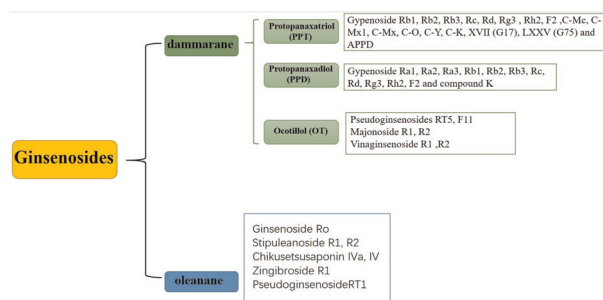 Ginsenosides
dammarane
Protopanaxatriol
(PPT)
Gypenoside Rb1, Rb2, Rb3, Rc, Rd, Rg3 , Rh2, F2 ,C-Mc, C-
Mx1, C-Mx, C-O, C-Y, C-K, XVII (G17), LXXV (G75) and
APPD
Protopanaxadiol
(PPD)
Gypenoside Ra1, Ra2, Ra3, Rb1, Rb2, Rb3, Rc,
Rd, Rg3, Rh2, F2 and compound K
Ocotillol (OT)
Pseudoginsenosides RT5, F11
Majonoside R1, R2
Vinaginsenoside R1 ,R2
oleanane
Ginsenoside Ro
Stipuleanoside R1, R2
Chikusetsusaponin IVa, IV
Zingibroside R1
PseudoginsenosideRT1